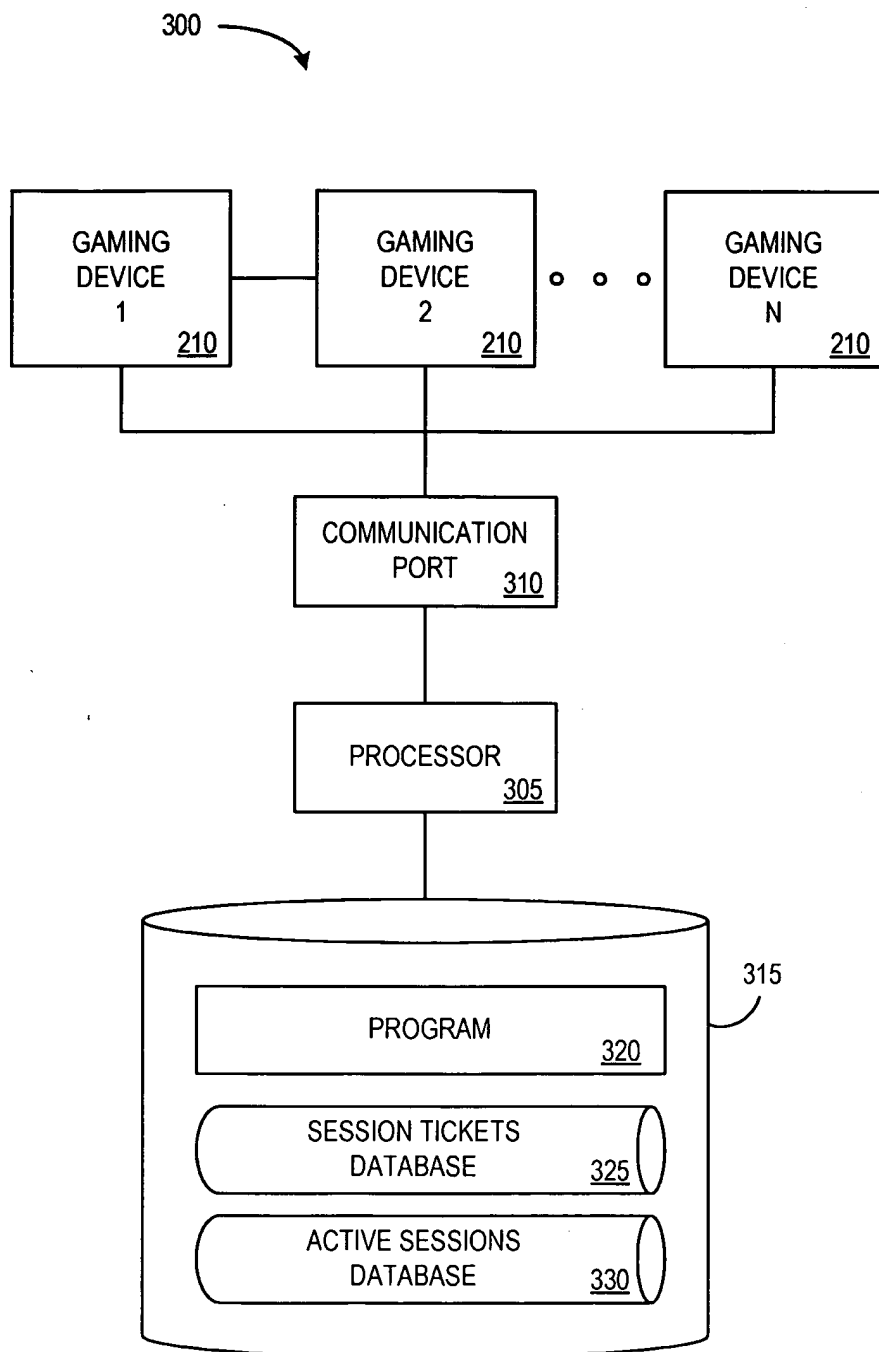 300
GAMING
DEVICE
1
210
GAMING
DEVICE
2
210
GAMING
DEVICE
N
210
COMMUNICATION
PORT
310
PROCESSOR
305
315
PROGRAM
320
SESSION TICKETS
DATABASE
325
ACTIVE SESSIONS
DATABASE
330